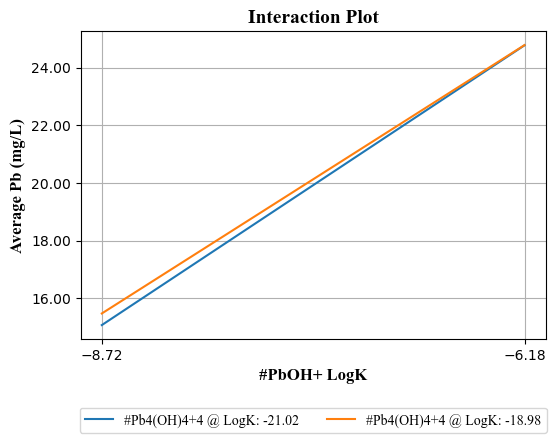 Interaction Plot
Average Pb (mg/L)
24.00
22.00
20.00
18.00
16.00
−8.72
−6.18
#PbOH+ LogK
#Pb4(OH)4+4 @ LogK: -21.02
#Pb4(OH)4+4 @ LogK: -18.98